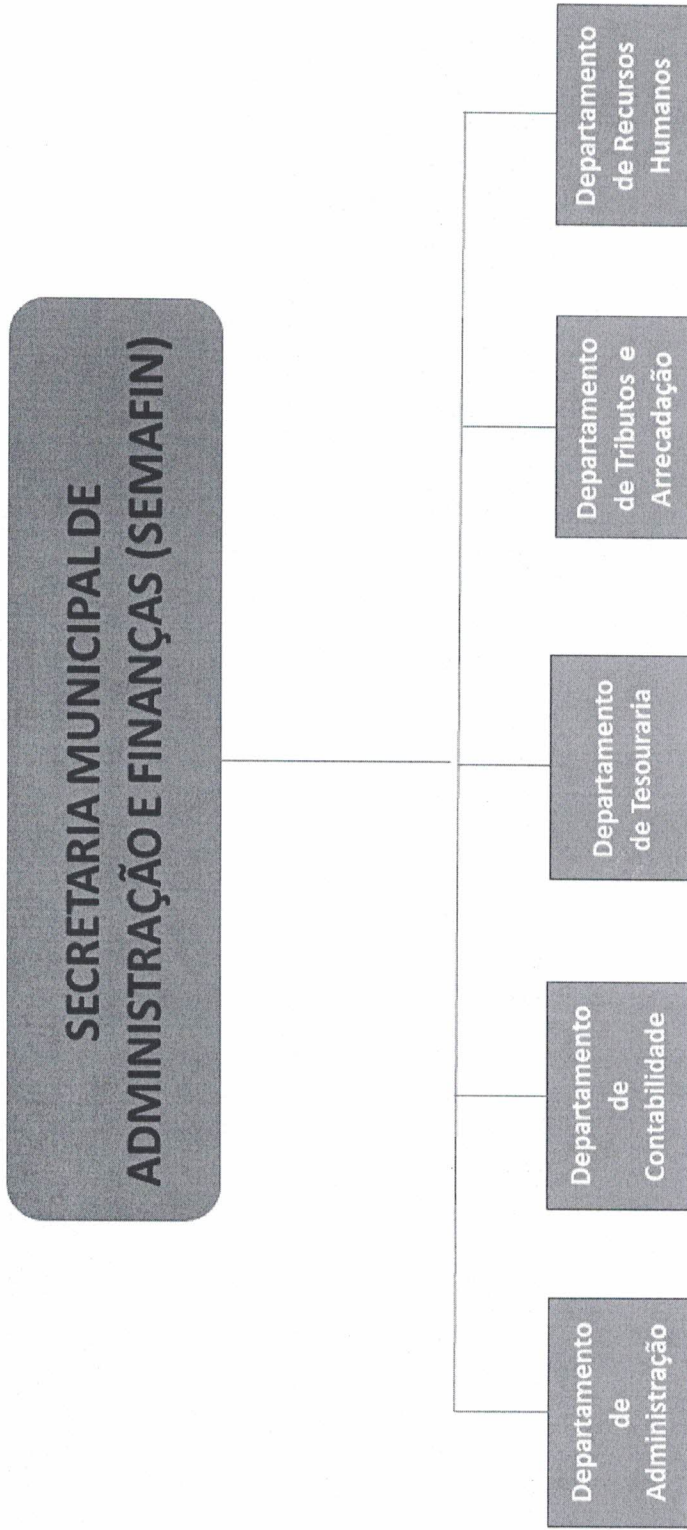 SECRETARIA MUNICIPAL DE
ADMINISTRAÇÃO E FINANÇAS (SEMAFIN)
Departamento
de
Administração
Departamento
de
Contabilidade
Departamento
de Tesouraria
Departamento
de Tributos e
Arrecadação
Departamento
de Recursos
Humanos